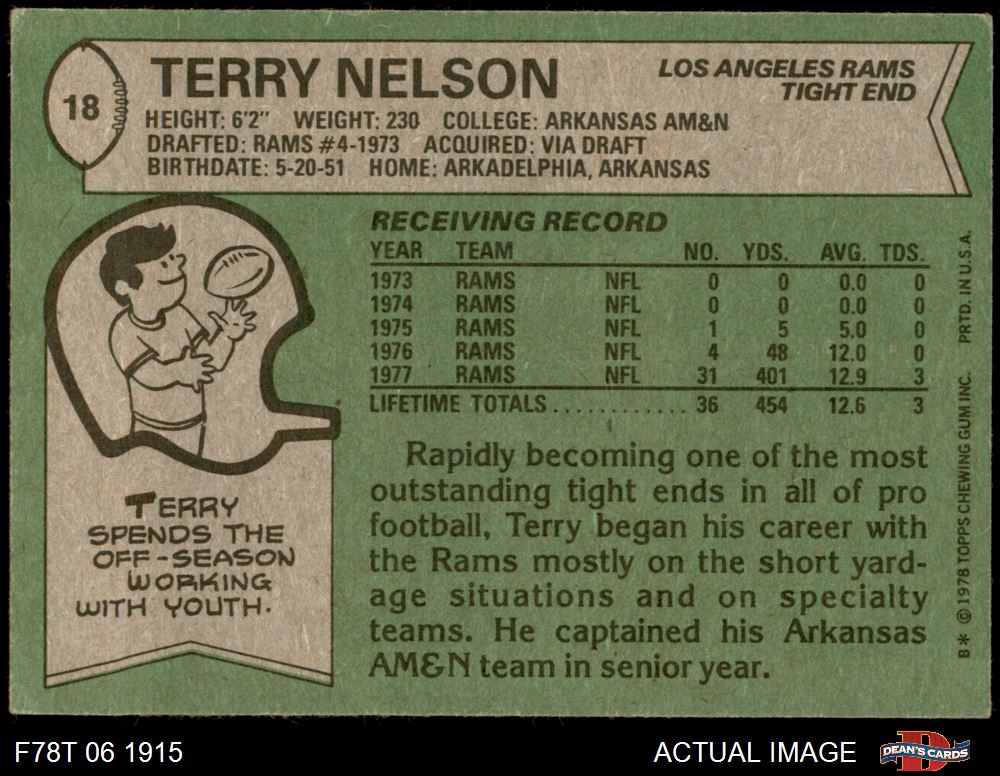 18
TERRY NELSON
LOS ANGELES RAMS
TIGHT END
HEIGHT: 6'2" WEIGHT: 230 COLLEGE: ARKANSAS AM&N
DRAFTED: RAMS #4-1973 ACQUIRED: VIA DRAFT
BIRTHDATE: 5-20-51 HOME: ARKADELPHIA, ARKANSAS
RECEIVING RECORD
YEAR TEAM NO. YDS. AVG. TDS.
1973 RAMS NFL 0 0 0.0 0
1974 RAMS NFL 0 0 0.0 0
1975 RAMS NFL 1 5 5.0 0
1976 RAMS NFL 4 48 12.0 0
1977 RAMS NFL 31 401 12.9 3
LIFETIME TOTALS............ 36 454 12.6 3
Rapidly becoming one of the most
outstanding tight ends in all of pro
football, Terry began his career with
the Rams mostly on the short yard-
age situations and on specialty
teams. He captained his Arkansas
AM&N team in senior year.
TERRY
SPENDS THE
OFF-SEASON
WORKING
WITH YOUTH.
B* © 1978 TOPPS CHEWING GUM INC. PRTD. IN U.S.A.
F78T 06 1915
ACTUAL IMAGE
DEAN'S CARDS